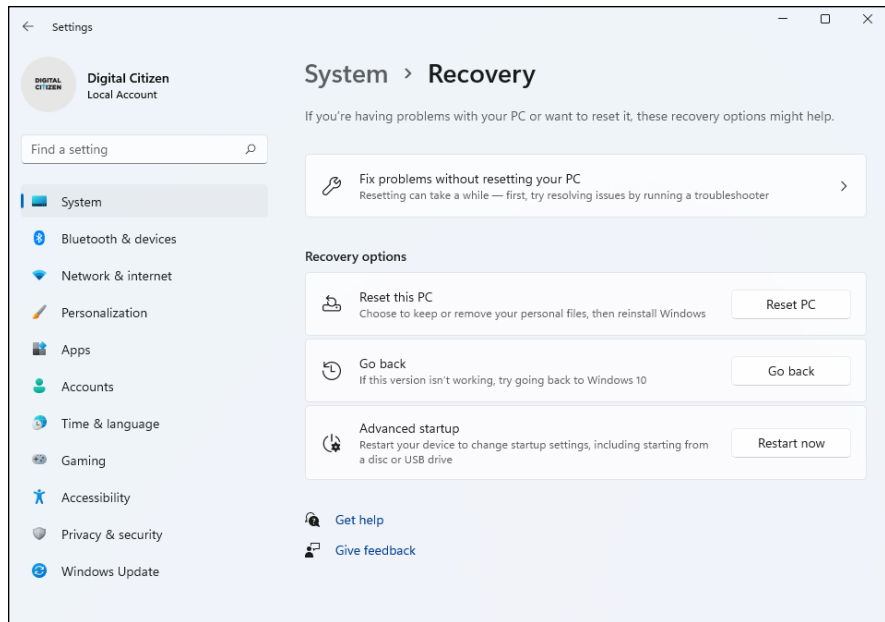 Settings
DIGITAL
CITIZEN
Digital Citizen
Local Account
Find a setting
System
Bluetooth & devices
Network & internet
Personalization
Apps
Accounts
Time & language
Gaming
Accessibility
Privacy & security
Windows Update
System > Recovery
If you're having problems with your PC or want to reset it, these recovery options might help.
Fix problems without resetting your PC
Resetting can take a while — first, try resolving issues by running a troubleshooter
Recovery options
Reset this PC
Choose to keep or remove your personal files, then reinstall Windows
Reset PC
Go back
If this version isn't working, try going back to Windows 10
Go back
Advanced startup
Restart your device to change startup settings, including starting from
a disc or USB drive
Restart now
Get help
Give feedback